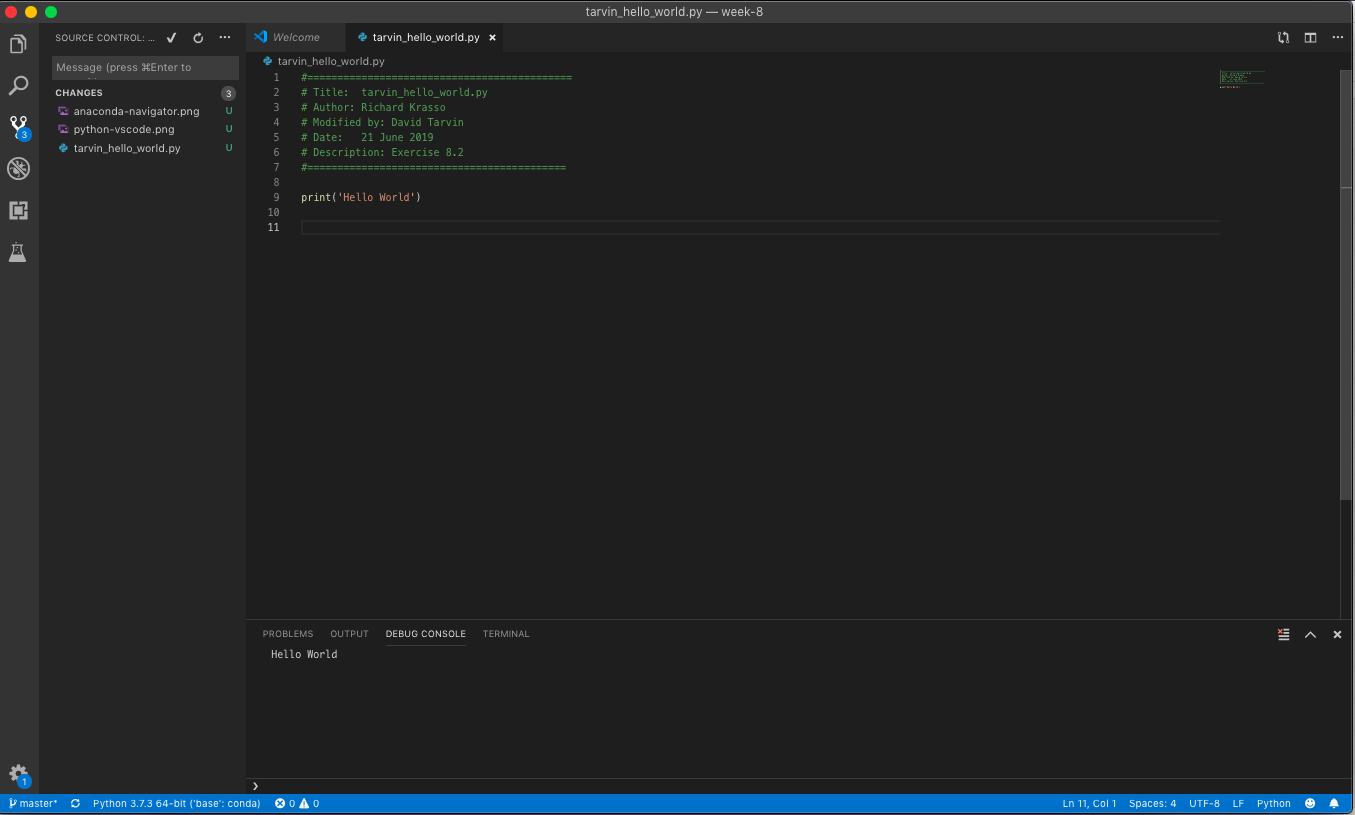 tarvin_hello_world.py — week-8
SOURCE CONTROL: ...
Message (press ⌘Enter to
CHANGES 3
anaconda-navigator.png U
python-vscode.png U
tarvin_hello_world.py U
3
1
Welcome
tarvin_hello_world.py
tarvin_hello_world.py
1 #============================================
2 # Title:  tarvin_hello_world.py
3 # Author: Richard Krasso
4 # Modified by: David Tarvin
5 # Date:   21 June 2019
6 # Description: Exercise 8.2
7 #===========================================
8
9 print('Hello World')
10
11
PROBLEMS OUTPUT DEBUG CONSOLE TERMINAL
Hello World
master* Python 3.7.3 64-bit ('base': conda) 0 0 Ln 11, Col 1 Spaces: 4 UTF-8 LF Python